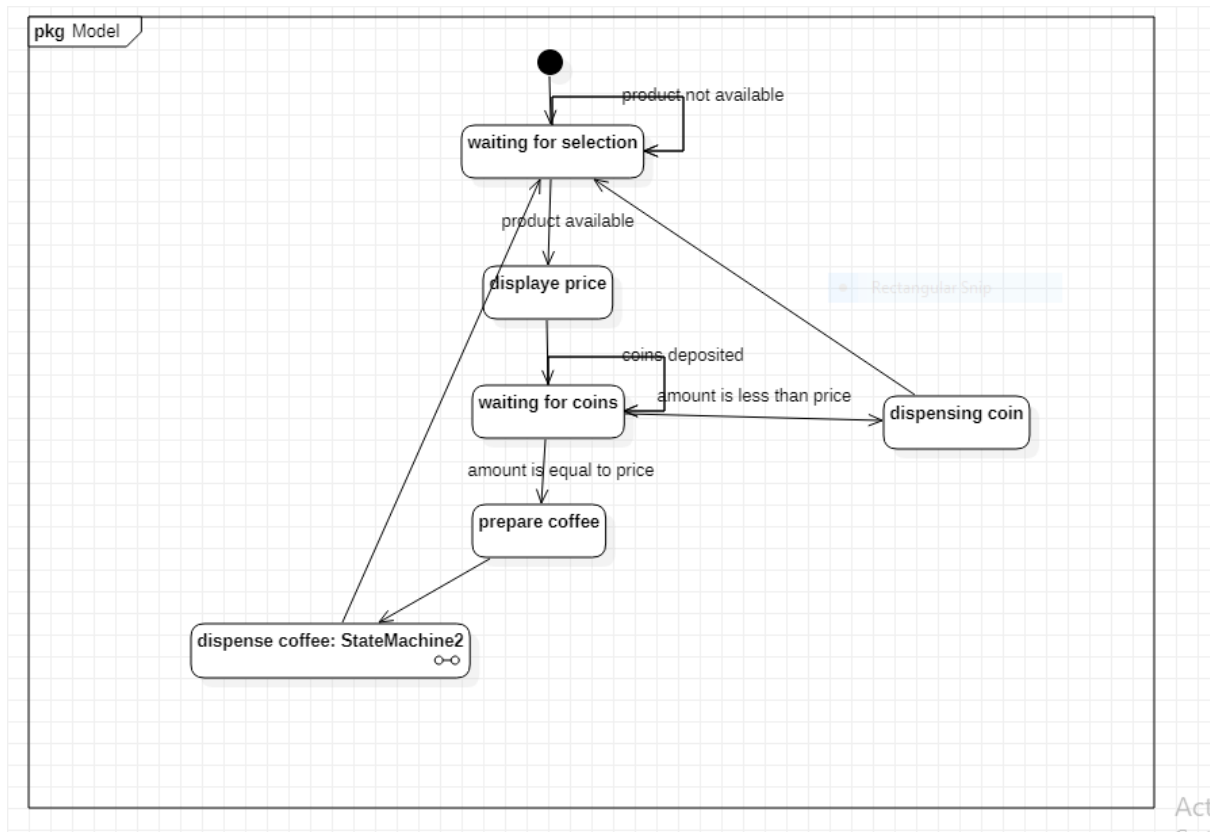 pkg Model
product not available
waiting for selection
product available
displaye price
Rectangular Snip
coins deposited
amount is less than price
waiting for coins
dispensing coin
amount is equal to price
prepare coffee
dispense coffee: StateMachine2
Act